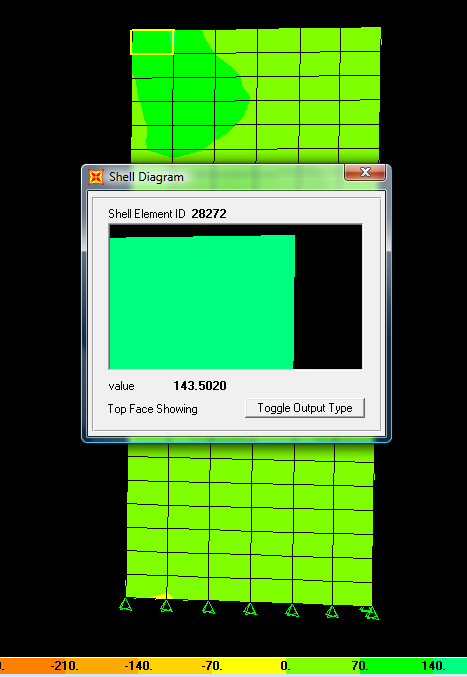 Shell Diagram
Shell Element ID 28272
value 143.5020
Top Face Showing
Toggle Output Type
-210. -140. -70. 0. 70. 140.